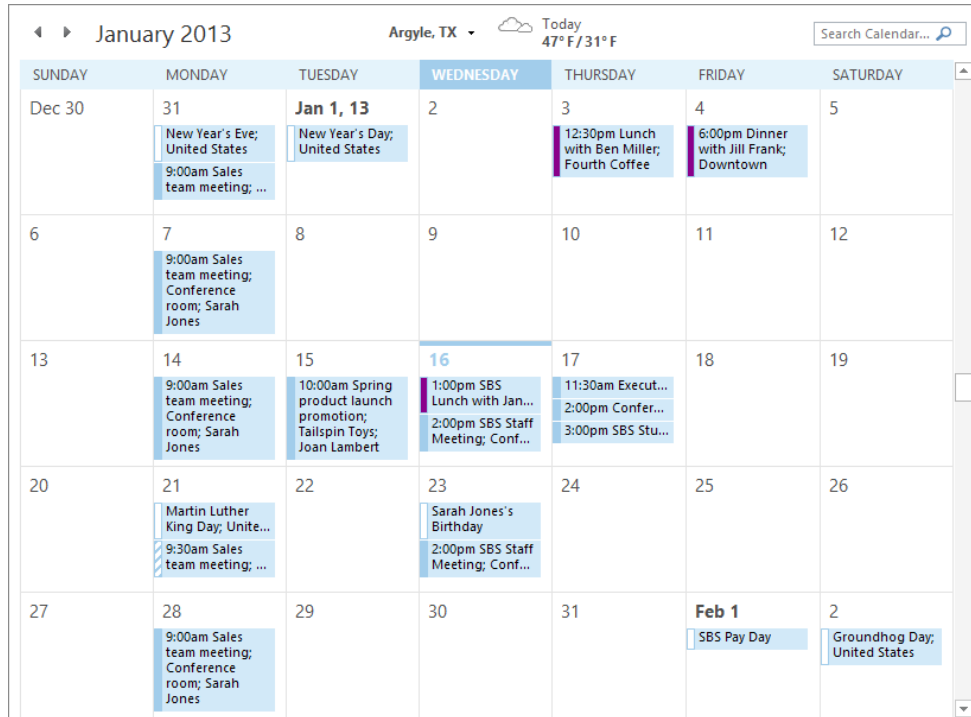 January 2013
Argyle, TX
Today
47° F/31° F
Search Calendar...
SUNDAY MONDAY TUESDAY WEDNESDAY THURSDAY FRIDAY SATURDAY
Dec 30
31
New Year's Eve;
United States
9:00am Sales
team meeting; ...
Jan 1, 13
New Year's Day;
United States
2
3
12:30pm Lunch
with Ben Miller;
Fourth Coffee
4
6:00pm Dinner
with Jill Frank;
Downtown
5
6
7
9:00am Sales
team meeting;
Conference
room; Sarah
Jones
8
9
10
11
12
13
14
9:00am Sales
team meeting;
Conference
room; Sarah
Jones
15
10:00am Spring
product launch
promotion;
Tailspin Toys;
Joan Lambert
16
1:00pm SBS
Lunch with Jan...
2:00pm SBS Staff
Meeting; Conf...
17
11:30am Execut...
2:00pm Confer...
3:00pm SBS Stu...
18
19
20
21
Martin Luther
King Day; Unite...
9:30am Sales
team meeting; ...
22
23
Sarah Jones's
Birthday
2:00pm SBS Staff
Meeting; Conf...
24
25
26
27
28
9:00am Sales
team meeting;
Conference
room; Sarah
Jones
29
30
31
Feb 1
SBS Pay Day
2
Groundhog Day;
United States